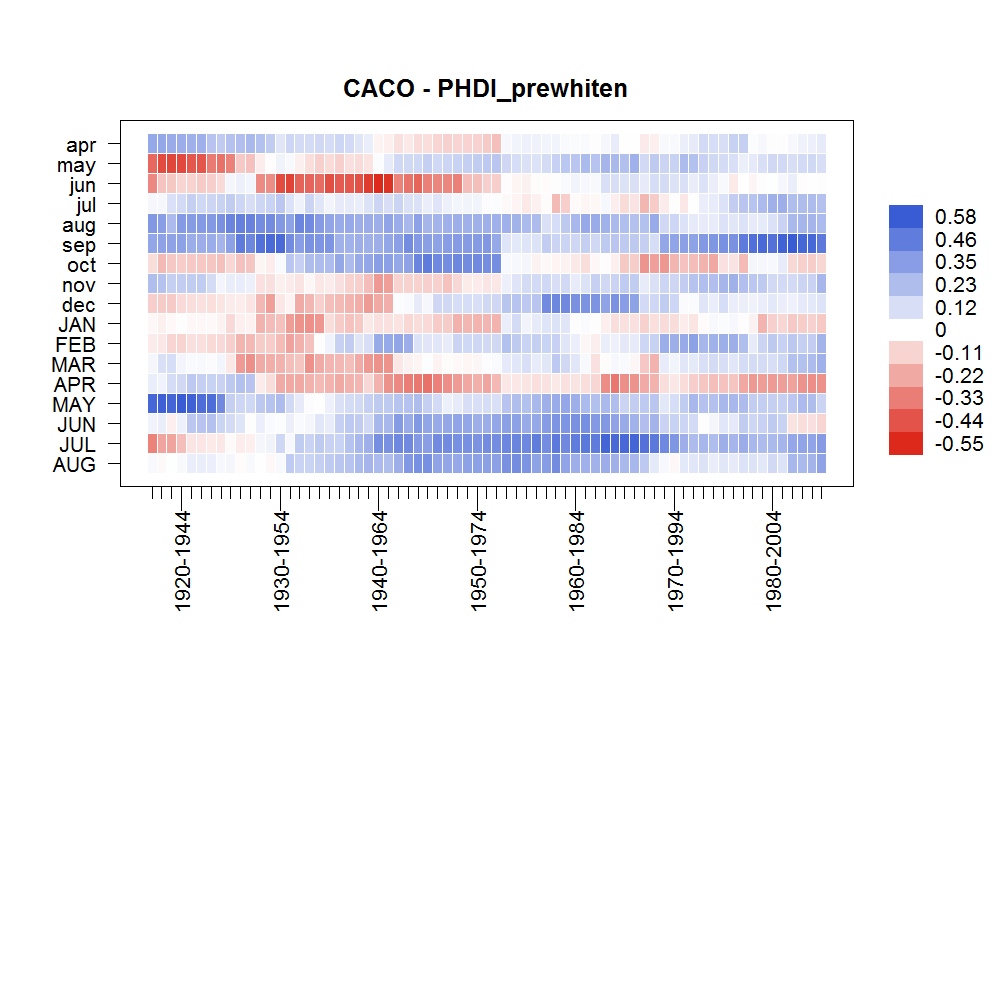 CACO - PHDI_prewhiten
apr
may
jun
jul
aug
sep
oct
nov
dec
JAN
FEB
MAR
APR
MAY
JUN
JUL
AUG
1920-1944
1930-1954
1940-1964
1950-1974
1960-1984
1970-1994
1980-2004
0.58
0.46
0.35
0.23
0.12
0
-0.11
-0.22
-0.33
-0.44
-0.55